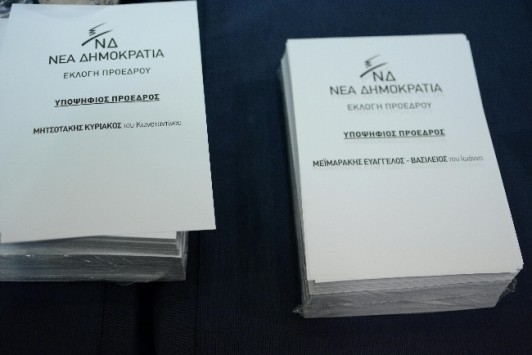 ΝΔ
ΝΕΑ ΔΗΜΟΚΡΑΤΙΑ
ΕΚΛΟΓΗ ΠΡΟΕΔΡΟΥ
ΥΠΟΨΗΦΙΟΣ ΠΡΟΕΔΡΟΣ
ΜΗΤΣΟΤΑΚΗΣ ΚΥΡΙΑΚΟΣ του Κωνσταντίνου
ΝΔ
ΝΕΑ ΔΗΜΟΚΡΑΤΙΑ
ΕΚΛΟΓΗ ΠΡΟΕΔΡΟΥ
ΥΠΟΨΗΦΙΟΣ ΠΡΟΕΔΡΟΣ
ΜΕΪΜΑΡΑΚΗΣ ΕΥΑΓΓΕΛΟΣ - ΒΑΣΙΛΕΙΟΣ του Ιωάννη